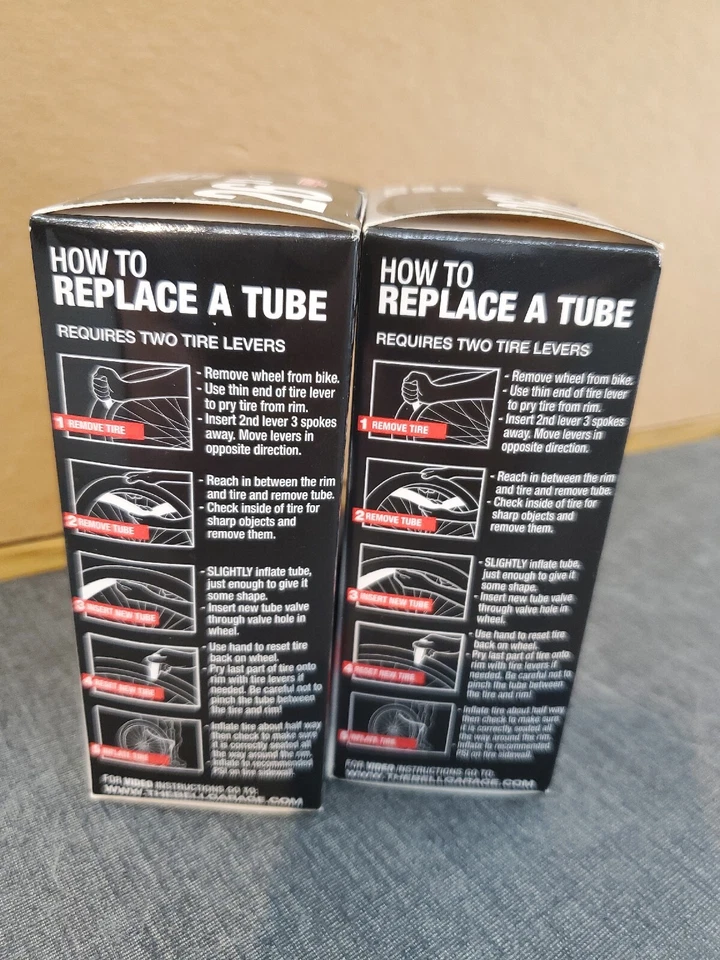 26
HOW TO
REPLACE A TUBE
REQUIRES TWO TIRE LEVERS
1 REMOVE TIRE
- Remove wheel from bike.
- Use thin end of tire lever
to pry tire from rim.
- Insert 2nd lever 3 spokes
away. Move levers in
opposite direction.
2 REMOVE TUBE
- Reach in between the rim
and tire and remove tube.
- Check inside of tire for
sharp objects and
remove them.
3 INSERT NEW TUBE
- SLIGHTLY inflate tube,
just enough to give it
some shape.
- Insert new tube valve
through valve hole in
wheel.
4 RESET NEW TIRE
- Use hand to reset tire
back on wheel.
- Pry last part of tire onto
rim with tire levers if
needed. Be careful not to
pinch the tube between
the tire and rim!
5 INFLATE TIRE
- Inflate tire about half way
then check to make sure
it is correctly seated all
the way around the rim.
- Inflate to recommended
PSI on tire sidewall.
FOR VIDEO INSTRUCTIONS GO TO:
WWW.THEBELLGARAGE.COM
HOW TO
REPLACE A TUBE
REQUIRES TWO TIRE LEVERS
1 REMOVE TIRE
- Remove wheel from bike.
- Use thin end of tire lever
to pry tire from rim.
- Insert 2nd lever 3 spokes
away. Move levers in
opposite direction.
2 REMOVE TUBE
- Reach in between the rim
and tire and remove tube.
- Check inside of tire for
sharp objects and
remove them.
3 INSERT NEW TUBE
- SLIGHTLY inflate tube,
just enough to give it
some shape.
- Insert new tube valve
through valve hole in
wheel.
4 RESET NEW TIRE
- Use hand to reset tire
back on wheel.
- Pry last part of tire onto
rim with tire levers if
needed. Be careful not to
pinch the tube between
the tire and rim!
5 INFLATE TIRE
- Inflate tire about half way
then check to make sure
it is correctly seated all
the way around the rim.
- Inflate to recommended
PSI on tire sidewall.
FOR VIDEO INSTRUCTIONS GO TO:
WWW.THEBELLGARAGE.COM